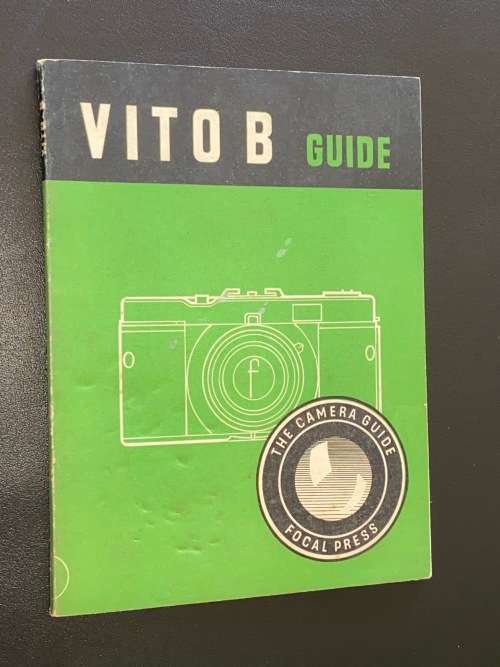 VITO B GUIDE
f
THE CAMERA GUIDE
FOCAL PRESS